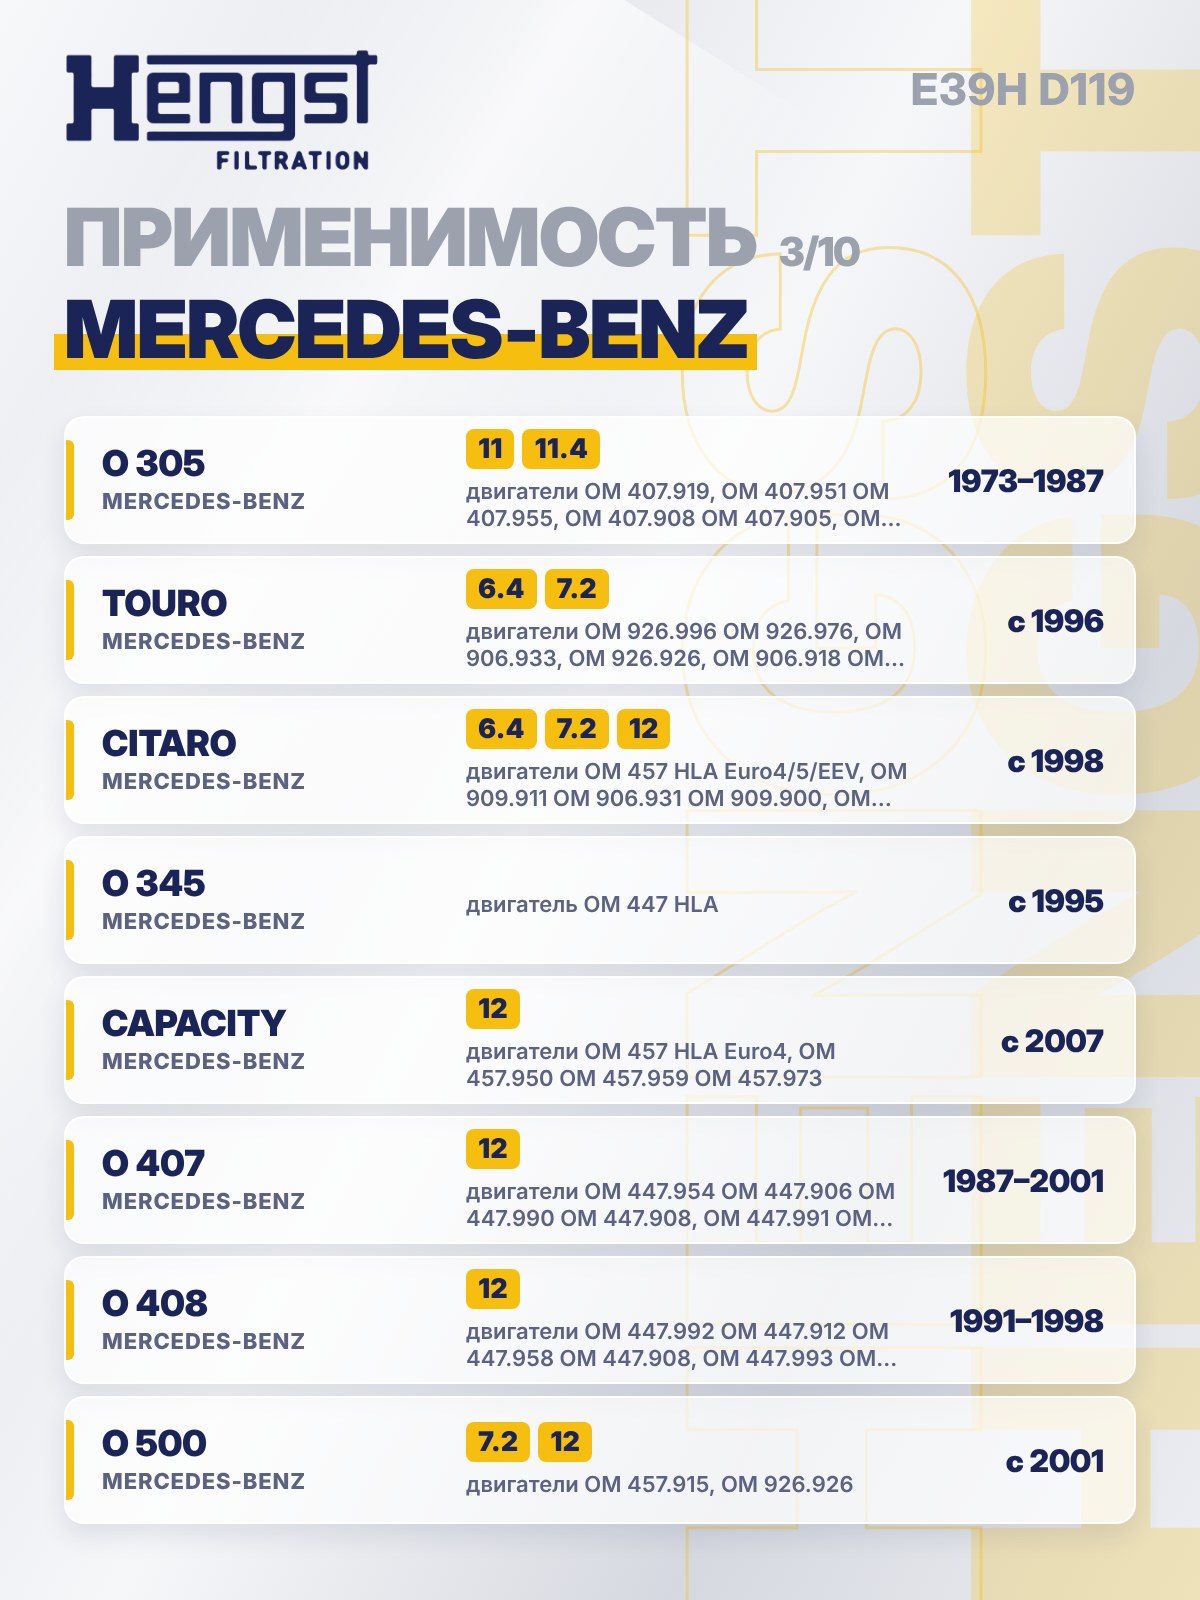 Hengst
FILTRATION
E39H D119
ПРИМЕНИМОСТЬ 3/10
MERCEDES-BENZ
O 305
MERCEDES-BENZ
11 11.4
двигатели OM 407.919, OM 407.951 OM
407.955, OM 407.908 OM 407.905, OM...
1973–1987
TOURO
MERCEDES-BENZ
6.4 7.2
двигатели OM 926.996 OM 926.976, OM
906.933, OM 926.926, OM 906.918 OM...
с 1996
CITARO
MERCEDES-BENZ
6.4 7.2 12
двигатели OM 457 HLA Euro4/5/EEV, OM
909.911 OM 906.931 OM 909.900, OM...
с 1998
O 345
MERCEDES-BENZ
двигатель OM 447 HLA
с 1995
CAPACITY
MERCEDES-BENZ
12
двигатели OM 457 HLA Euro4, OM
457.950 OM 457.959 OM 457.973
с 2007
O 407
MERCEDES-BENZ
12
двигатели OM 447.954 OM 447.906 OM
447.990 OM 447.908, OM 447.991 OM...
1987–2001
O 408
MERCEDES-BENZ
12
двигатели OM 447.992 OM 447.912 OM
447.958 OM 447.908, OM 447.993 OM...
1991–1998
O 500
MERCEDES-BENZ
7.2 12
двигатели OM 457.915, OM 926.926
с 2001
HENGST
HENGST